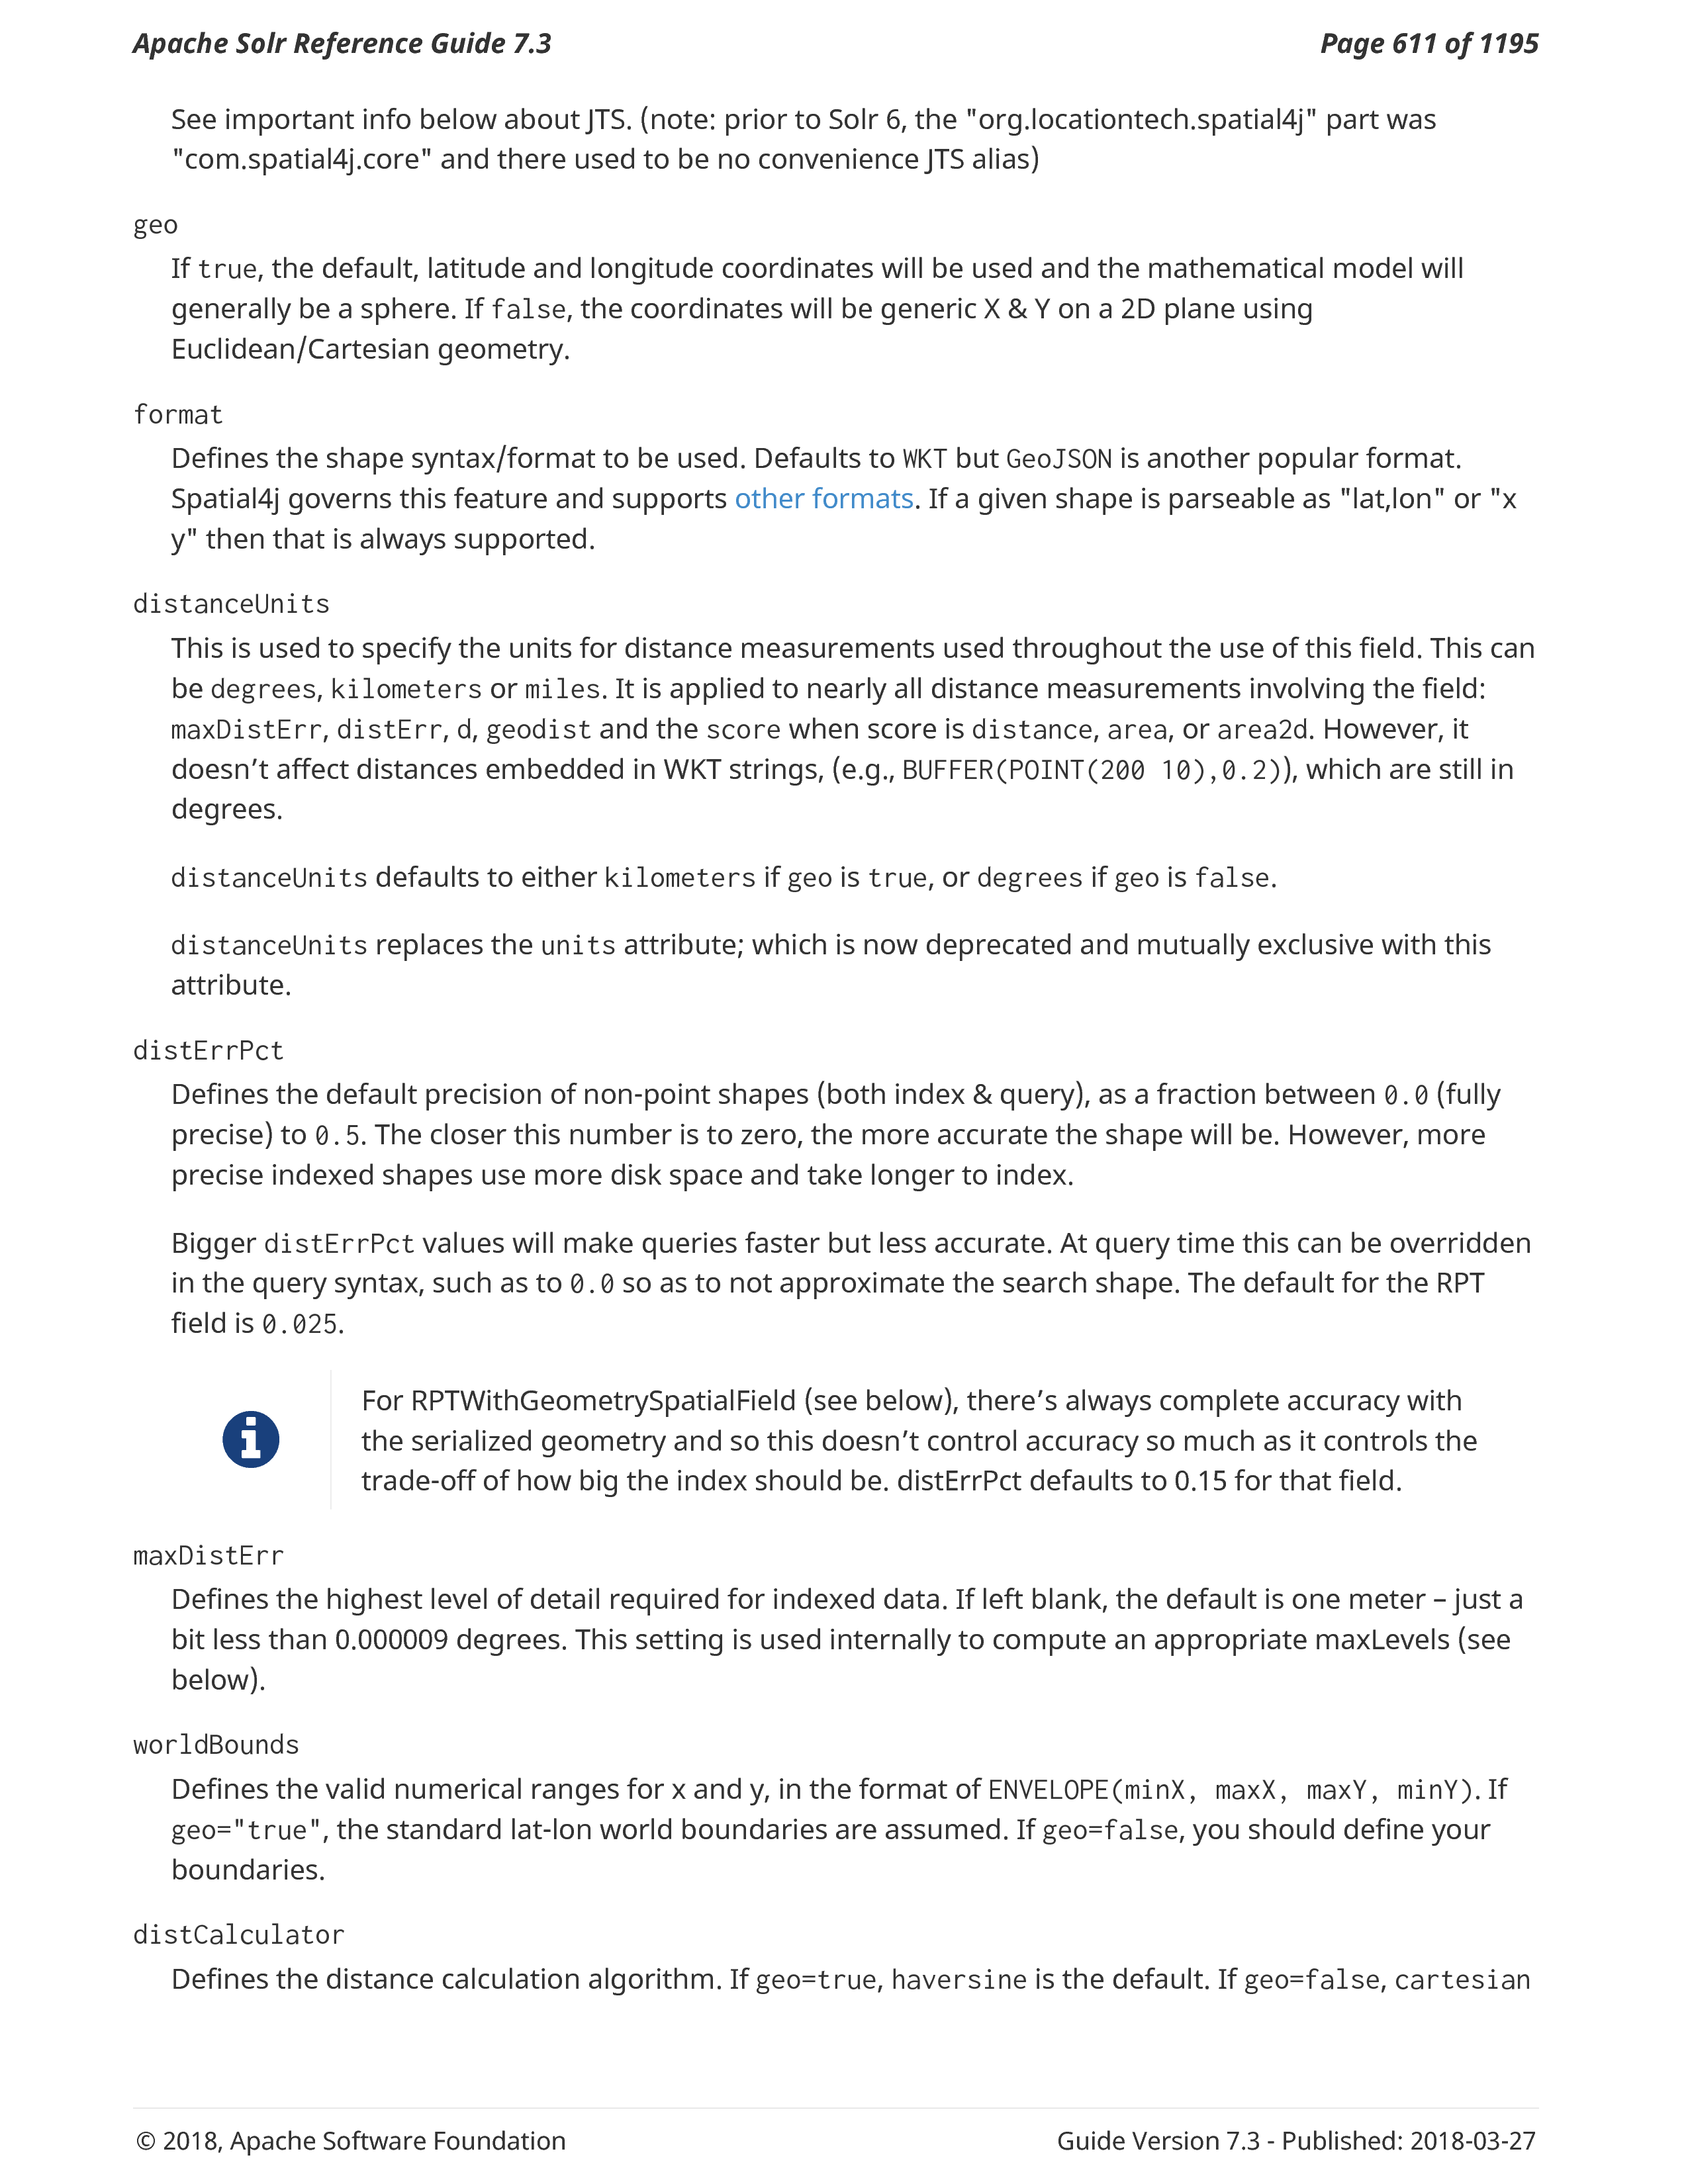 Apache Solr Reference Guide 7.3
Page 611 of 1195
See important info below about JTS. (note: prior to Solr 6, the "org.locationtech.spatial4j" part was
"com.spatial4j.core" and there used to be no convenience JTS alias)
geo
If true, the default, latitude and longitude coordinates will be used and the mathematical model will
generally be a sphere. If false, the coordinates will be generic X & Y on a 2D plane using
Euclidean/Cartesian geometry.
format
Defines the shape syntax/format to be used. Defaults to WKT but GeoJSON is another popular format.
Spatial4j governs this feature and supports other formats. If a given shape is parseable as "lat,lon" or "x
y" then that is always supported.
distanceUnits
This is used to specify the units for distance measurements used throughout the use of this field. This can
be degrees, kilometers or miles. It is applied to nearly all distance measurements involving the field:
maxDistErr, distErr, d, geodist and the score when score is distance, area, or area2d. However, it
doesn’t affect distances embedded in WKT strings, (e.g., BUFFER(POINT(200 10),0.2)), which are still in
degrees.
distanceUnits defaults to either kilometers if geo is true, or degrees if geo is false.
distanceUnits replaces the units attribute; which is now deprecated and mutually exclusive with this
attribute.
distErrPct
Defines the default precision of non-point shapes (both index & query), as a fraction between 0.0 (fully
precise) to 0.5. The closer this number is to zero, the more accurate the shape will be. However, more
precise indexed shapes use more disk space and take longer to index.
Bigger distErrPct values will make queries faster but less accurate. At query time this can be overridden
in the query syntax, such as to 0.0 so as to not approximate the search shape. The default for the RPT
field is 0.025.
For RPTWithGeometrySpatialField (see below), there’s always complete accuracy with
the serialized geometry and so this doesn’t control accuracy so much as it controls the
trade-off of how big the index should be. distErrPct defaults to 0.15 for that field.
maxDistErr
Defines the highest level of detail required for indexed data. If left blank, the default is one meter – just a
bit less than 0.000009 degrees. This setting is used internally to compute an appropriate maxLevels (see
below).
worldBounds
Defines the valid numerical ranges for x and y, in the format of ENVELOPE(minX, maxX, maxY, minY). If
geo="true", the standard lat-lon world boundaries are assumed. If geo=false, you should define your
boundaries.
distCalculator
Defines the distance calculation algorithm. If geo=true, haversine is the default. If geo=false, cartesian
© 2018, Apache Software Foundation
Guide Version 7.3 - Published: 2018-03-27